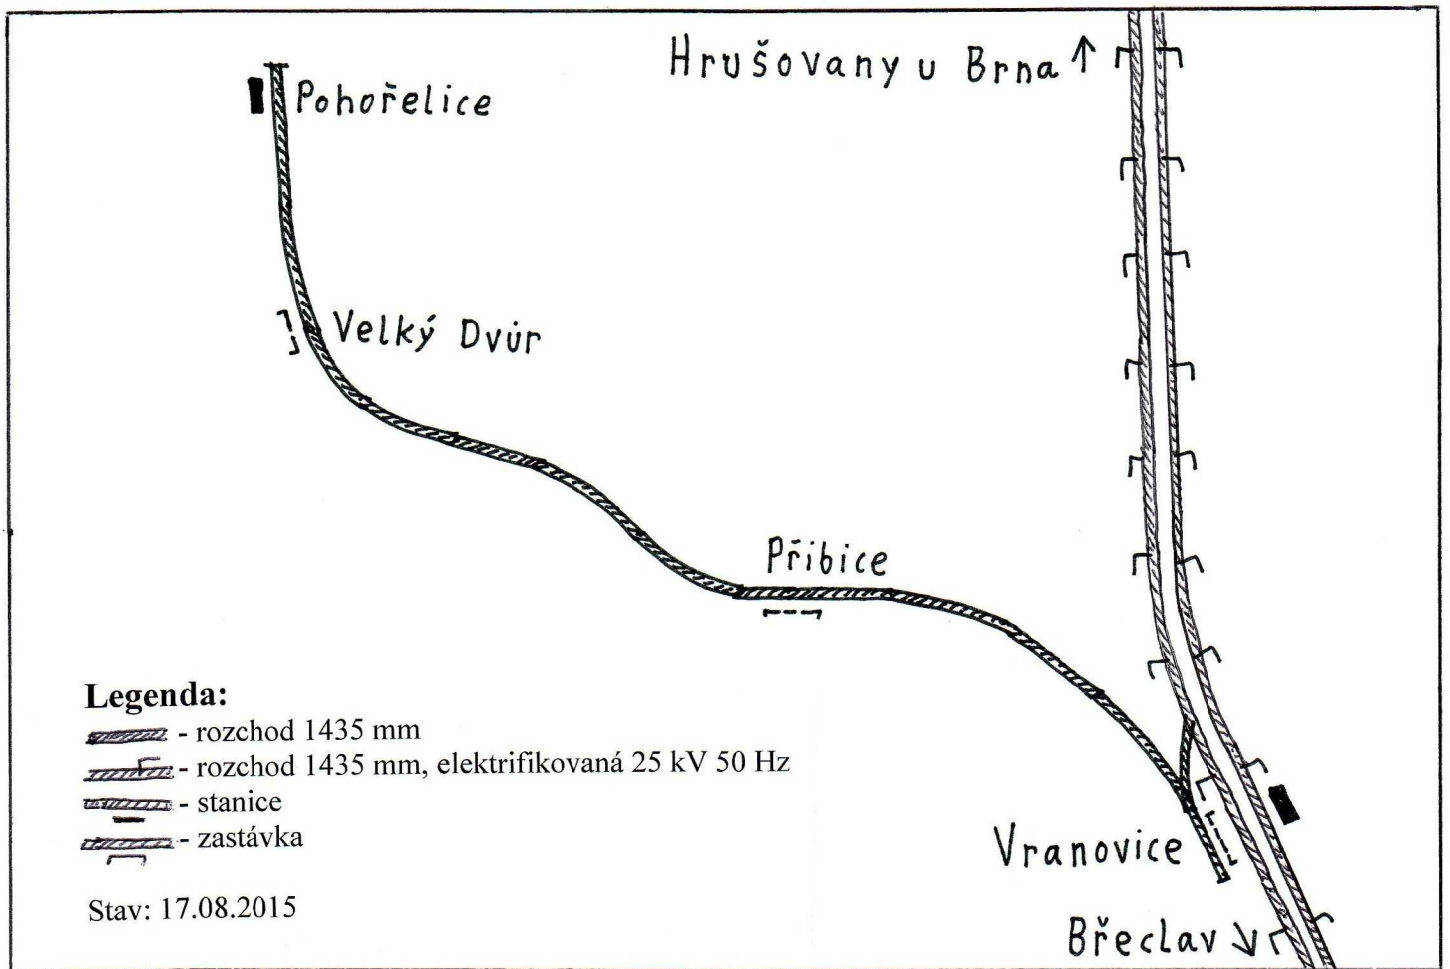 Hrušovany u Brna ↑
Pohořelice
Velký Dvůr
Přibice
Legenda:
- rozchod 1435 mm
- rozchod 1435 mm, elektrifikovaná 25 kV 50 Hz
- stanice
- zastávka
Vranovice
Stav: 17.08.2015
Břeclav ↓